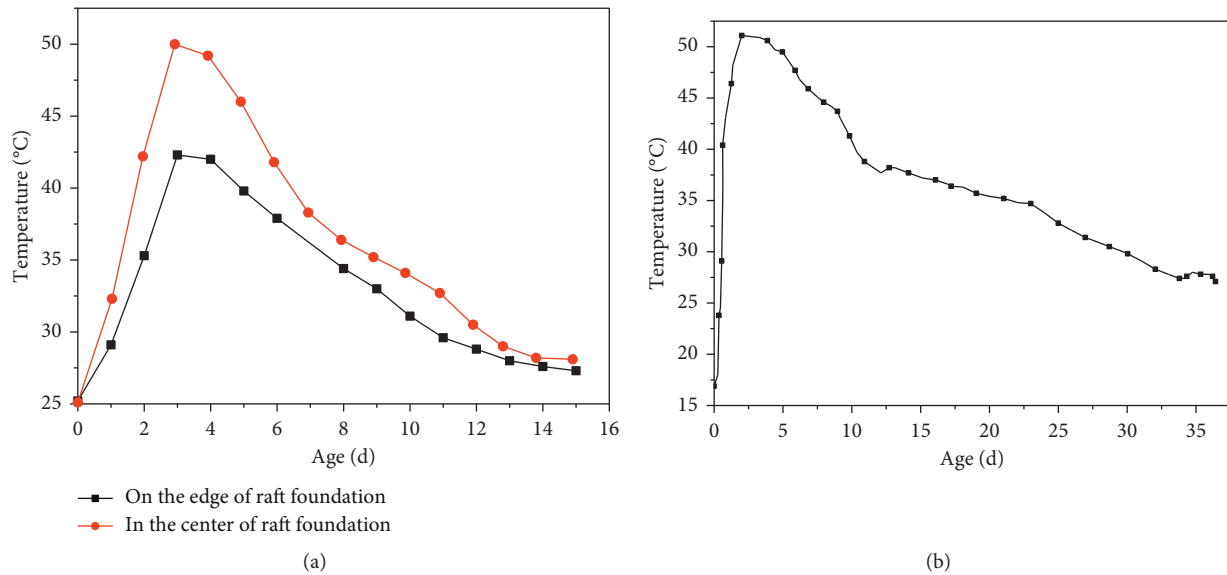 50
45
40
35
30
25
Temperature (°C)
0 2 4 6 8 10 12 14 16
Age (d)
On the edge of raft foundation
In the center of raft foundation
(a)
50
45
40
35
30
25
20
15
Temperature (°C)
0 5 10 15 20 25 30 35
Age (d)
(b)